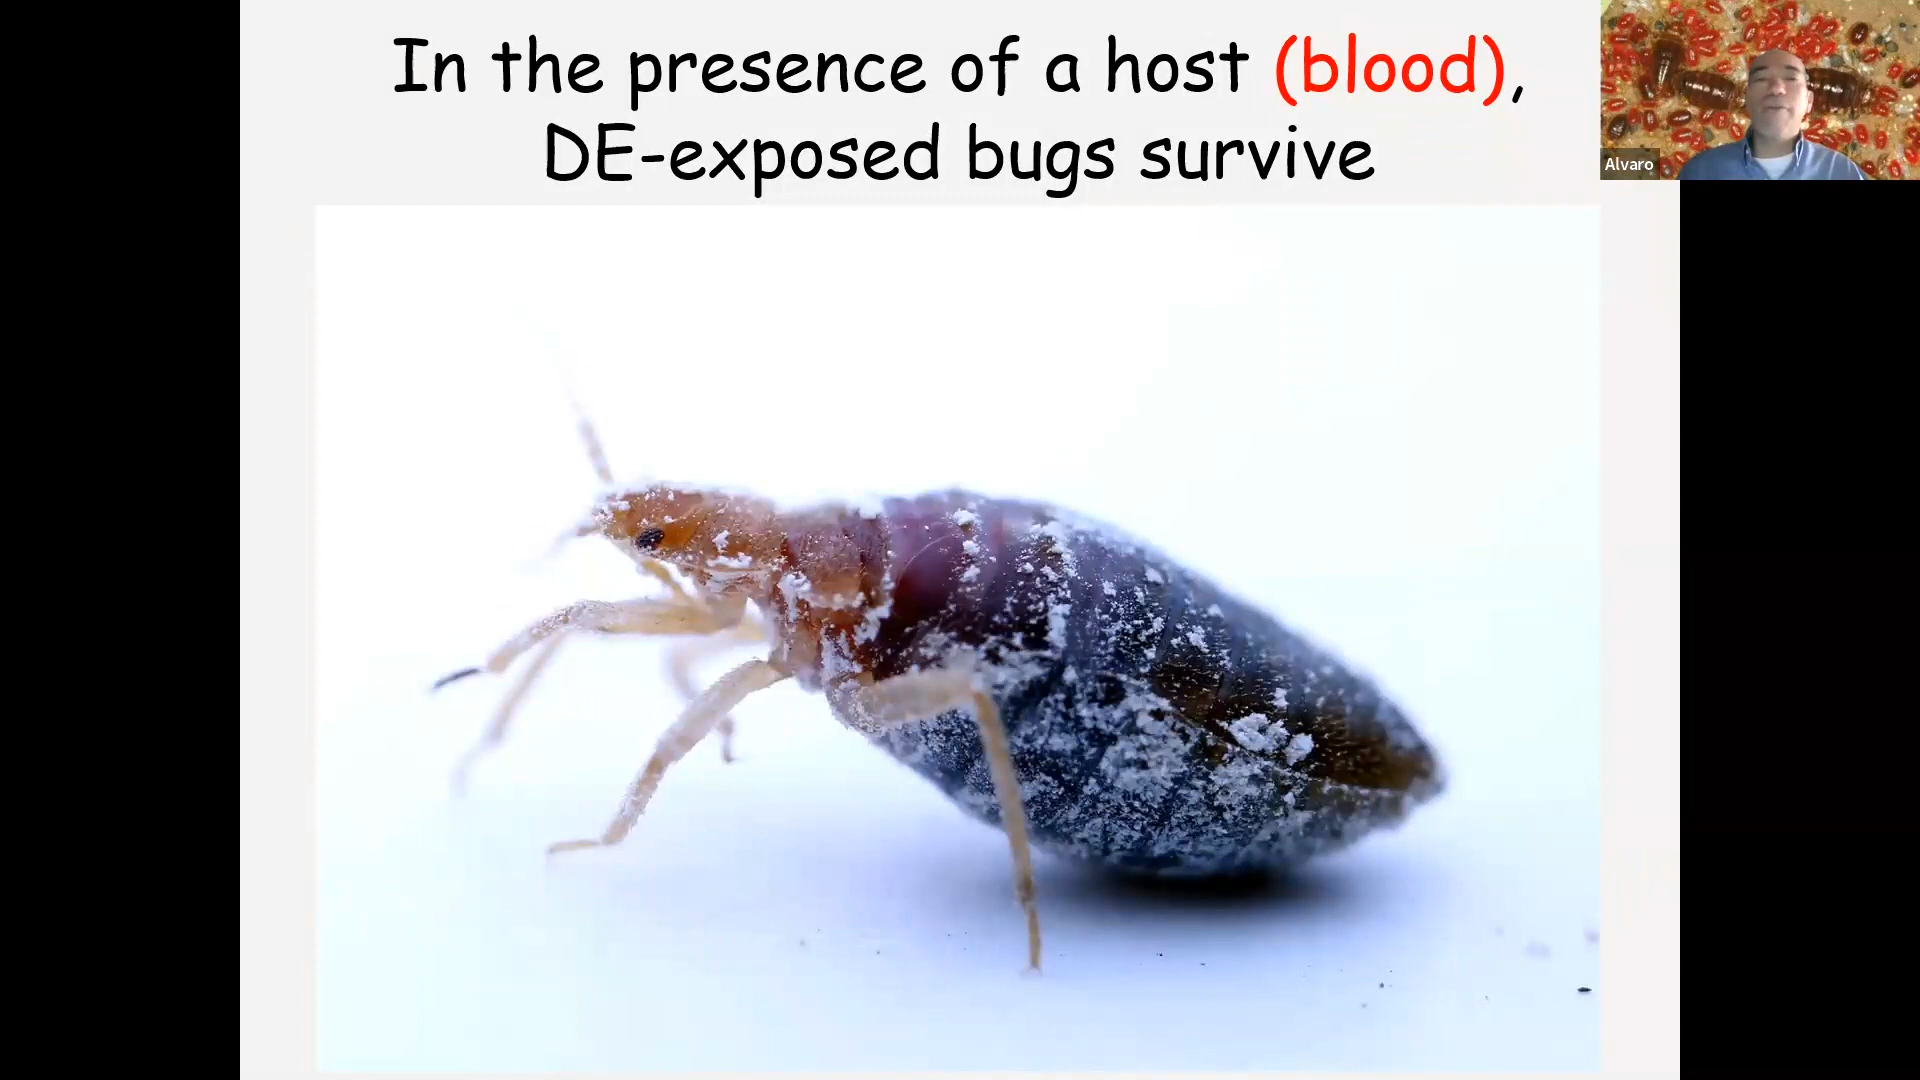 In the presence of a host (blood),
DE-exposed bugs survive
Alvaro